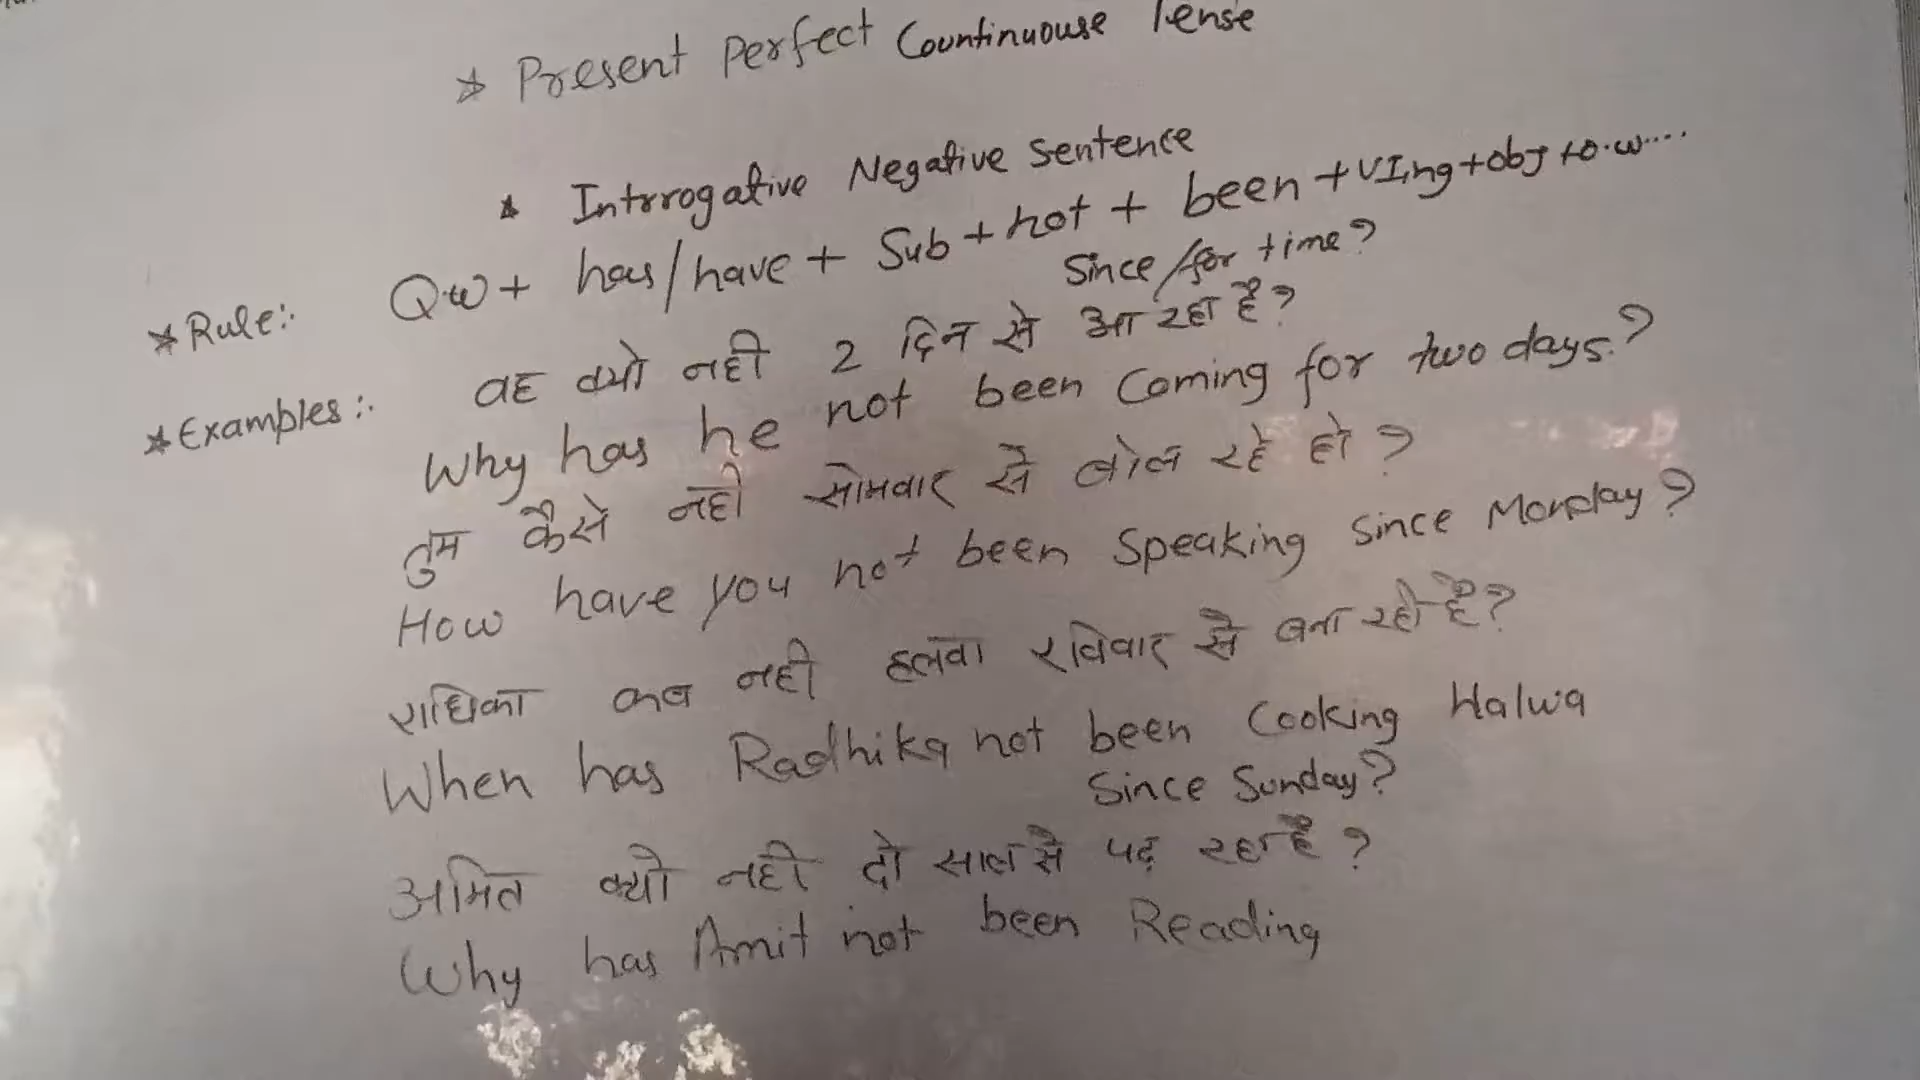 ☆ Present Perfect Countinuouse Tense
☆ Intrrogative Negative Sentence
☆ Rule:- Q.w + has/have + Sub + not + been + VIing + obj + o.w....
Since/for time?
वह क्यो नही 2 दिन से आ रहा है?
☆ Examples:-
Why has he not been Coming for two days.?
तुम कैसे नही सोमवार से बोल रहे हो?
How have you not been Speaking Since Monday?
राधिका कब नही हलवा रविवार से बना रही है?
When has Radhika not been Cooking Halwa
Since Sunday?
अमित क्यो नही दो साल से पढ़ रहा है?
Why has Amit not been Reading